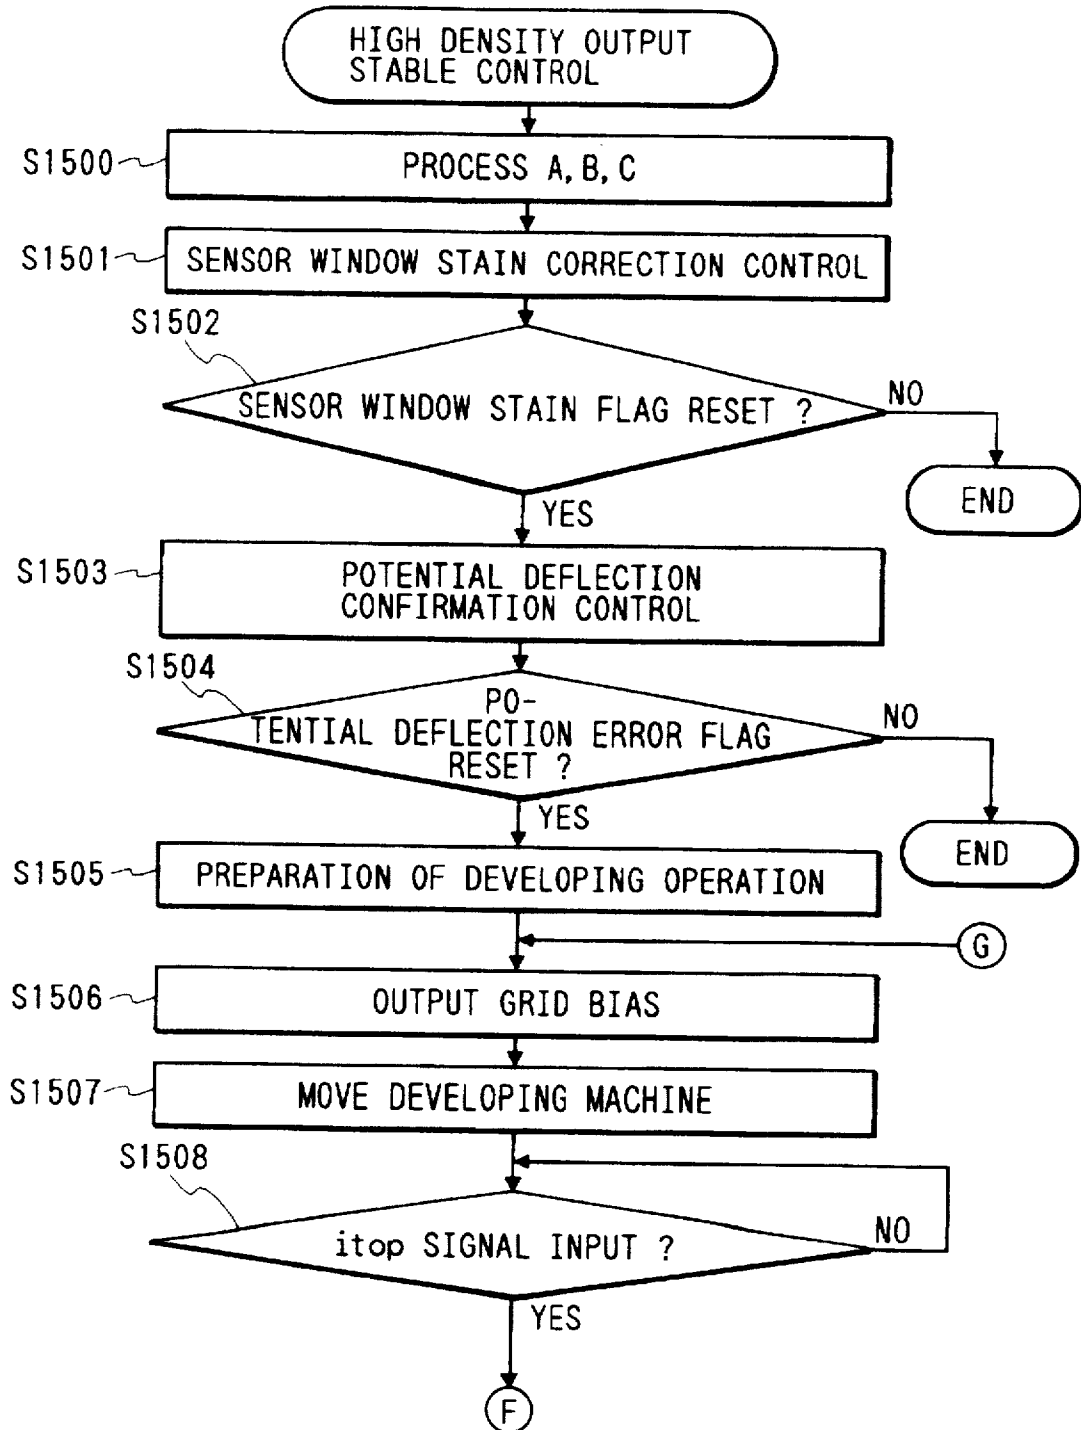 HIGH DENSITY OUTPUT
STABLE CONTROL
S1500
PROCESS A, B, C
S1501
SENSOR WINDOW STAIN CORRECTION CONTROL
S1502
SENSOR WINDOW STAIN FLAG RESET ?
NO
END
YES
S1503
POTENTIAL DEFLECTION
CONFIRMATION CONTROL
S1504
PO-
TENTIAL DEFLECTION ERROR FLAG
RESET ?
NO
END
YES
S1505
PREPARATION OF DEVELOPING OPERATION
G
S1506
OUTPUT GRID BIAS
S1507
MOVE DEVELOPING MACHINE
S1508
itop SIGNAL INPUT ?
NO
YES
F